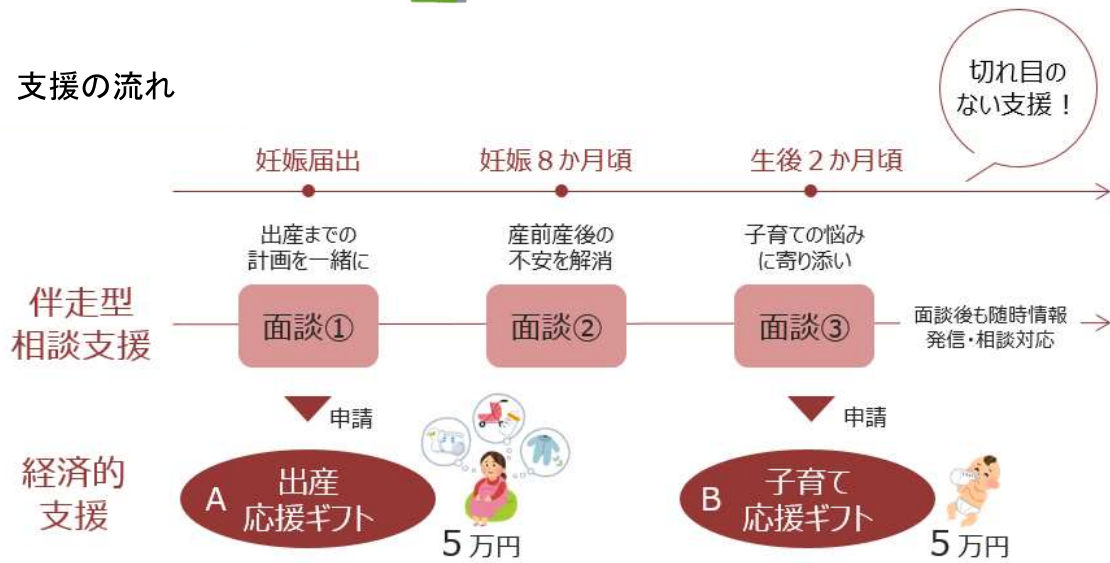 支援の流れ
切れ目の
ない支援！
妊娠届出
妊娠８か月頃
生後２か月頃
出産までの
計画を一緒に
産前産後の
不安を解消
子育ての悩み
に寄り添い
伴走型
相談支援
面談①
面談②
面談③
面談後も随時情報
発信・相談対応
申請
申請
経済的
支援
A
出産
応援ギフト
5万円
B
子育て
応援ギフト
5万円